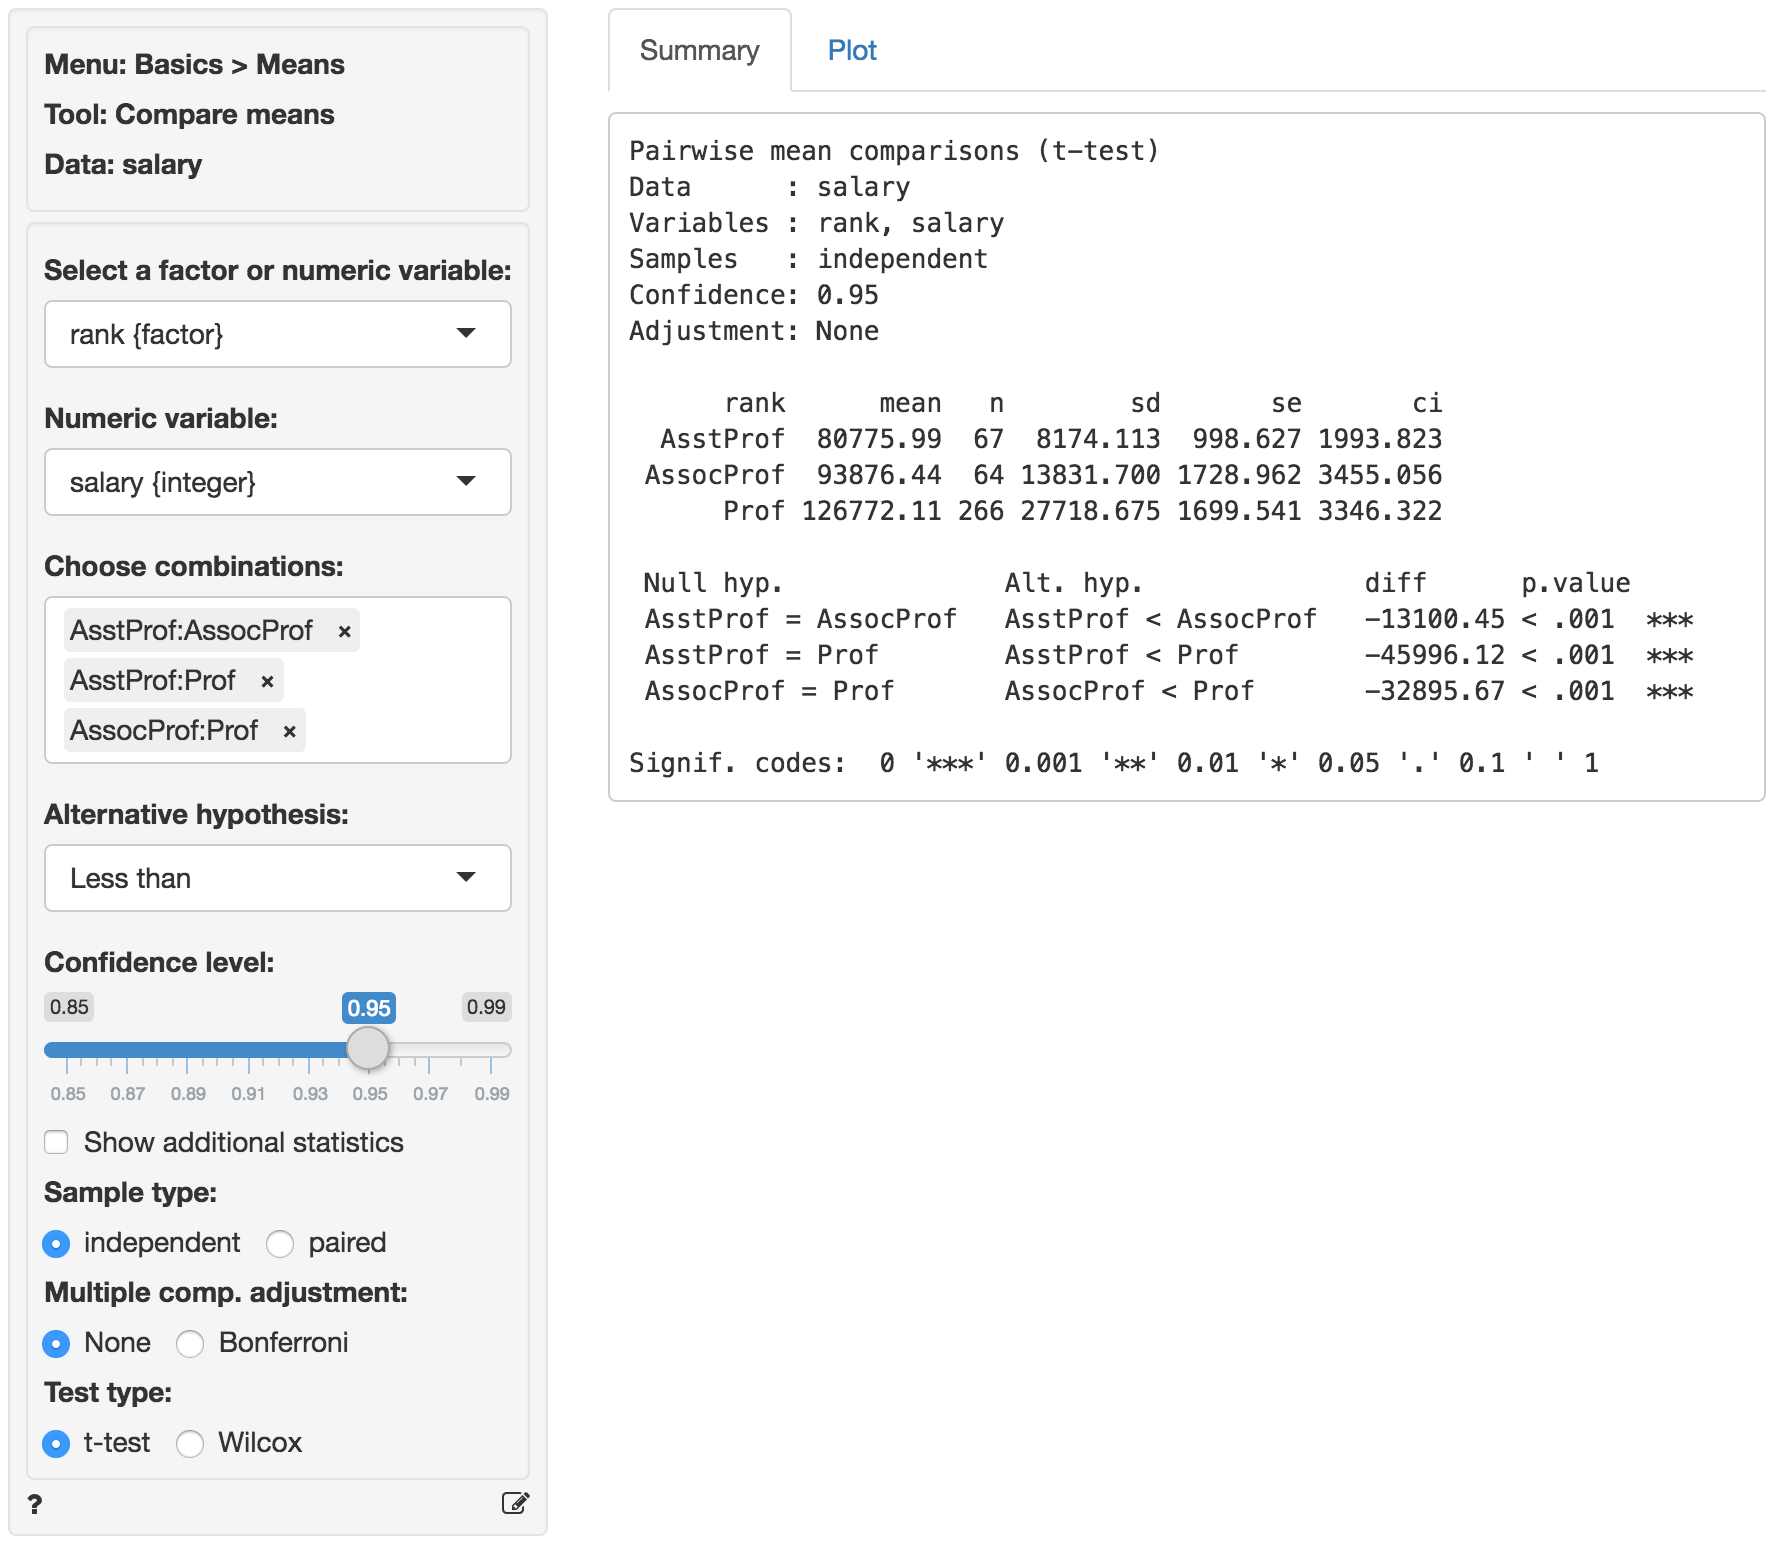 Menu: Basics > Means
Tool: Compare means
Data: salary
Select a factor or numeric variable:
rank {factor}
Numeric variable:
salary {integer}
Choose combinations:
AsstProf:AssocProf ×
AsstProf:Prof ×
AssocProf:Prof ×
Alternative hypothesis:
Less than
Confidence level:
0.85 0.95 0.99
0.85 0.87 0.89 0.91 0.93 0.95 0.97 0.99
Show additional statistics
Sample type:
independent paired
Multiple comp. adjustment:
None Bonferroni
Test type:
t-test Wilcox
?
Summary Plot
Pairwise mean comparisons (t-test)
Data      : salary
Variables : rank, salary
Samples   : independent
Confidence: 0.95
Adjustment: None
rank mean n sd se ci
AsstProf 80775.99 67 8174.113 998.627 1993.823
AssocProf 93876.44 64 13831.700 1728.962 3455.056
Prof 126772.11 266 27718.675 1699.541 3346.322
Null hyp. Alt. hyp. diff p.value
AsstProf = AssocProf AsstProf < AssocProf -13100.45 < .001 ***
AsstProf = Prof AsstProf < Prof -45996.12 < .001 ***
AssocProf = Prof AssocProf < Prof -32895.67 < .001 ***
Signif. codes:  0 '***' 0.001 '**' 0.01 '*' 0.05 '.' 0.1 ' ' 1